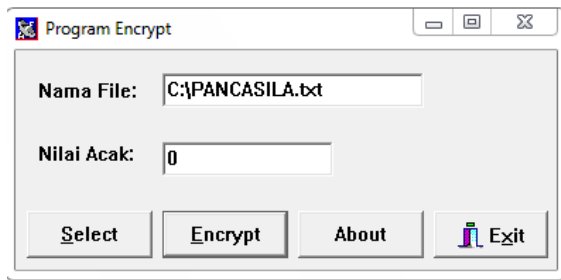 Program Encrypt
Nama File: C:\PANCASILA.txt
Nilai Acak: 0
Select Encrypt About Exit